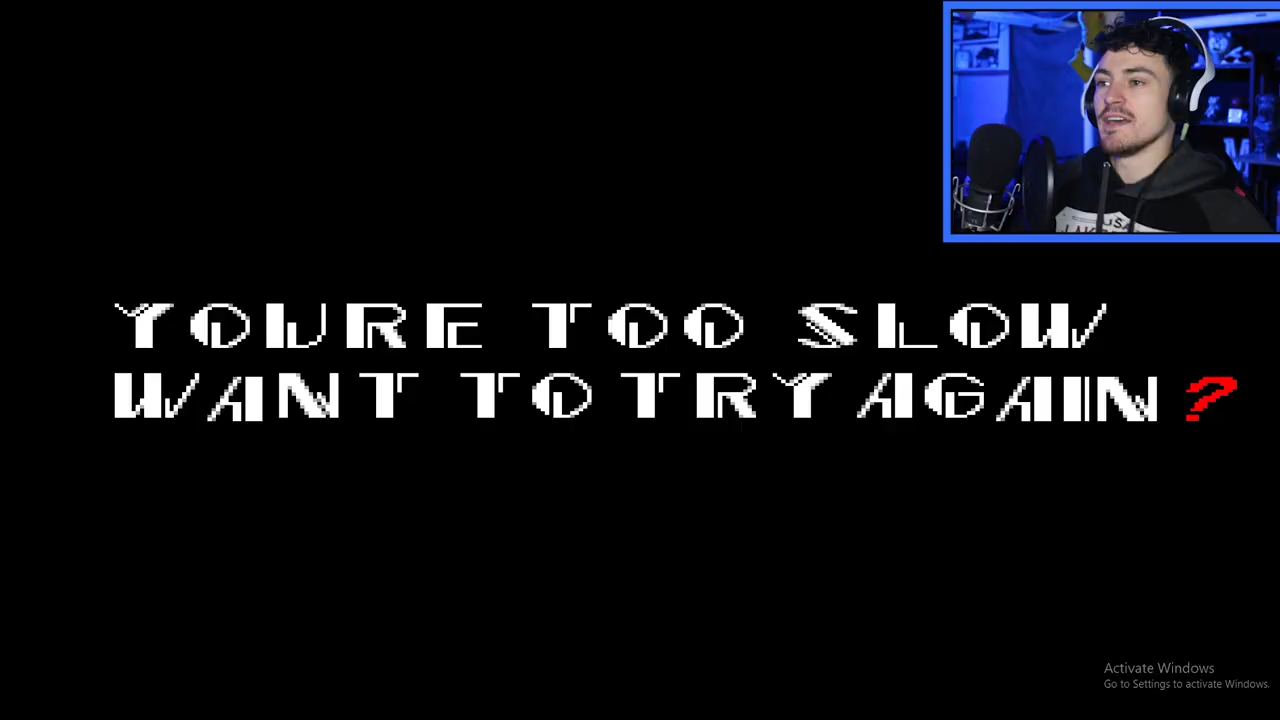 YOURE TOO SLOW
WANT TO TRY AGAIN?
Activate Windows
Go to Settings to activate Windows.